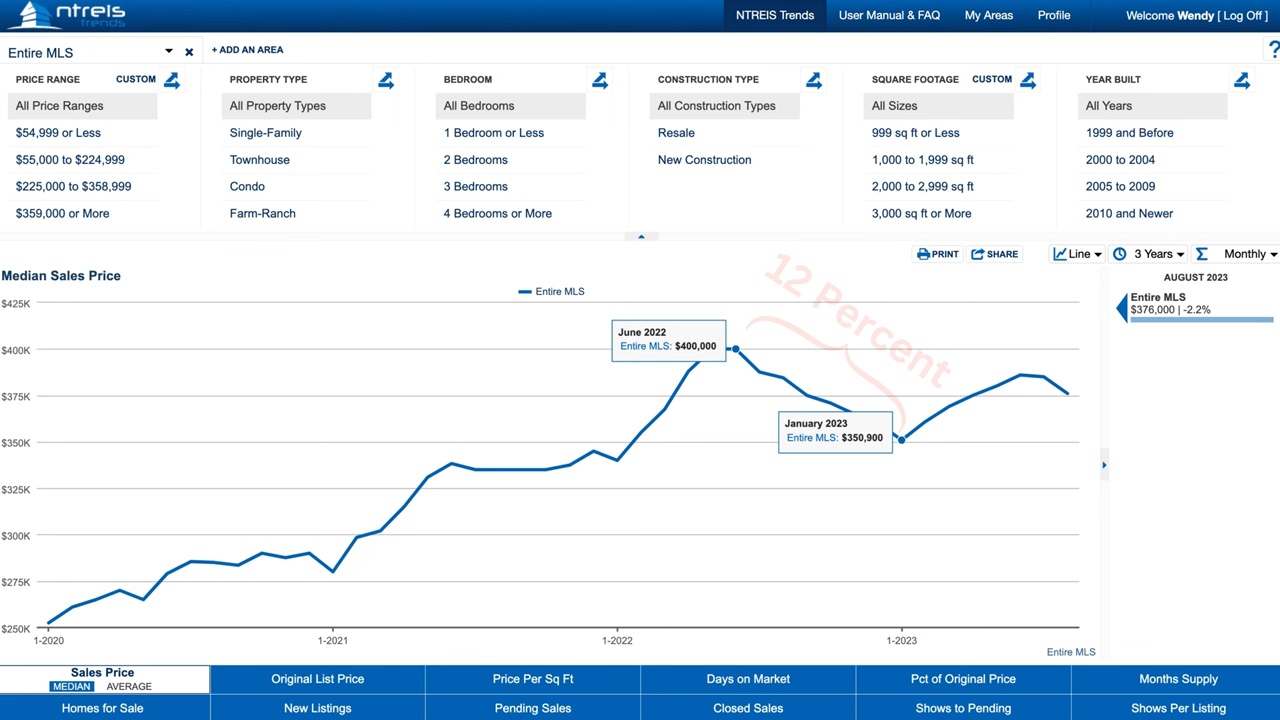 ntreis
trends
NTREIS Trends
User Manual & FAQ
My Areas
Profile
Welcome Wendy [ Log Off ]
Entire MLS
+ ADD AN AREA
?
PRICE RANGE CUSTOM
All Price Ranges
$54,999 or Less
$55,000 to $224,999
$225,000 to $358,999
$359,000 or More
PROPERTY TYPE
All Property Types
Single-Family
Townhouse
Condo
Farm-Ranch
BEDROOM
All Bedrooms
1 Bedroom or Less
2 Bedrooms
3 Bedrooms
4 Bedrooms or More
CONSTRUCTION TYPE
All Construction Types
Resale
New Construction
SQUARE FOOTAGE CUSTOM
All Sizes
999 sq ft or Less
1,000 to 1,999 sq ft
2,000 to 2,999 sq ft
3,000 sq ft or More
YEAR BUILT
All Years
1999 and Before
2000 to 2004
2005 to 2009
2010 and Newer
PRINT
SHARE
Line
3 Years
Monthly
Median Sales Price
Entire MLS
AUGUST 2023
Entire MLS
$376,000 | -2.2%
12 Percent
June 2022
Entire MLS: $400,000
January 2023
Entire MLS: $350,900
$425K
$400K
$375K
$350K
$325K
$300K
$275K
$250K
1-2020
1-2021
1-2022
1-2023
Entire MLS
Sales Price
MEDIAN AVERAGE
Original List Price
Price Per Sq Ft
Days on Market
Pct of Original Price
Months Supply
Homes for Sale
New Listings
Pending Sales
Closed Sales
Shows to Pending
Shows Per Listing